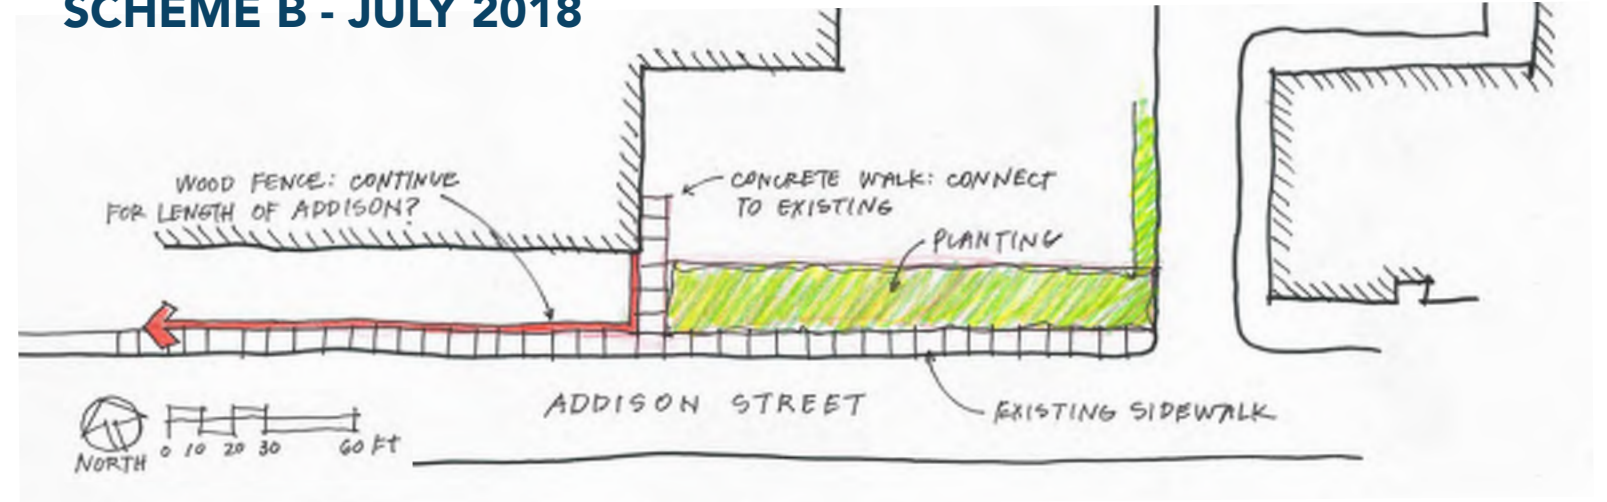 SCHEME B - JULY 2018
WOOD FENCE: CONTINUE
FOR LENGTH OF ADDISON?
CONCRETE WALK: CONNECT
TO EXISTING
PLANTING
ADDISON STREET
EXISTING SIDEWALK
NORTH
0 10 20 30 60 Ft